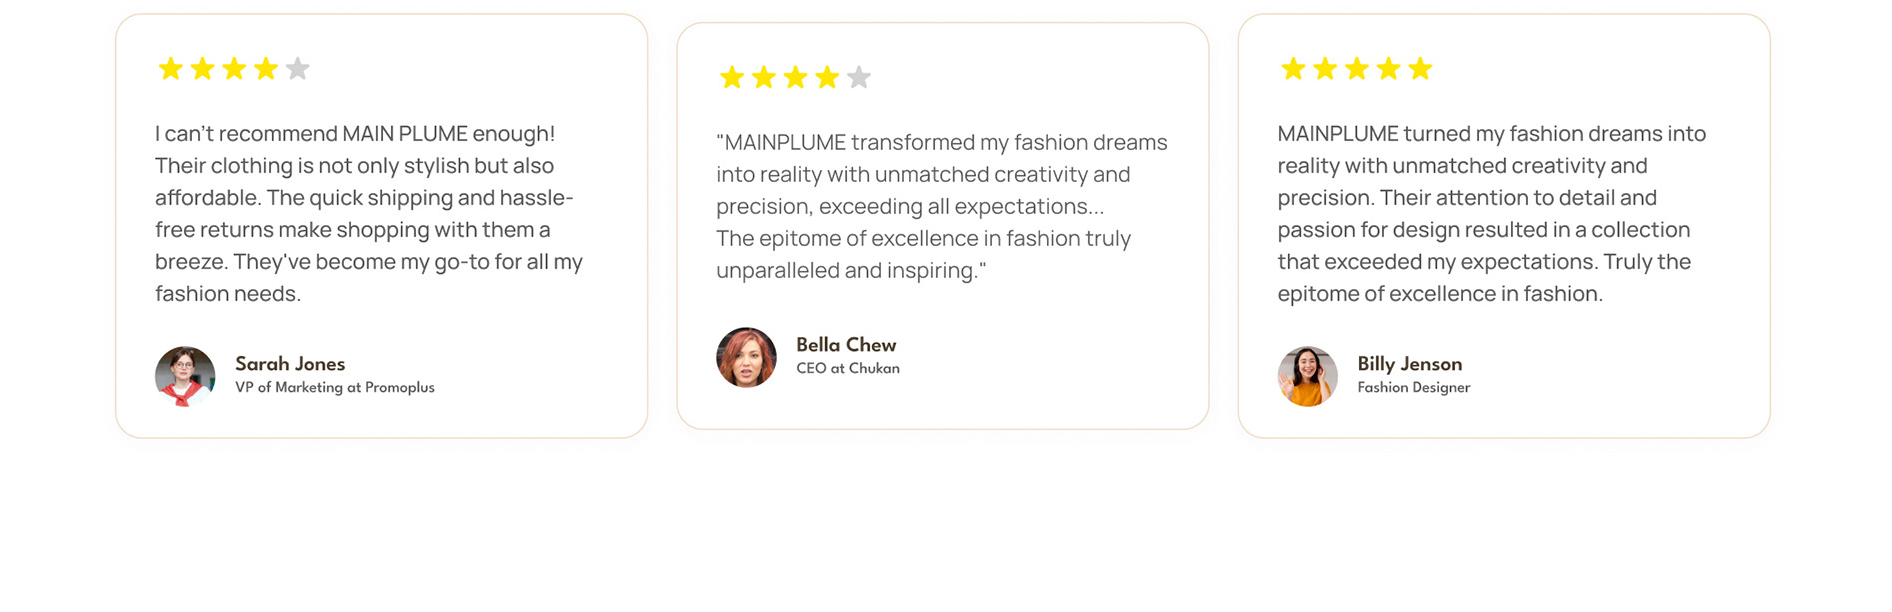 I can't recommend MAIN PLUME enough!
Their clothing is not only stylish but also
affordable. The quick shipping and hassle-
free returns make shopping with them a
breeze. They've become my go-to for all my
fashion needs.
Sarah Jones
VP of Marketing at Promoplus
"MAINPLUME transformed my fashion dreams
into reality with unmatched creativity and
precision, exceeding all expectations...
The epitome of excellence in fashion truly
unparalleled and inspiring."
Bella Chew
CEO at Chukan
MAINPLUME turned my fashion dreams into
reality with unmatched creativity and
precision. Their attention to detail and
passion for design resulted in a collection
that exceeded my expectations. Truly the
epitome of excellence in fashion.
Billy Jenson
Fashion Designer